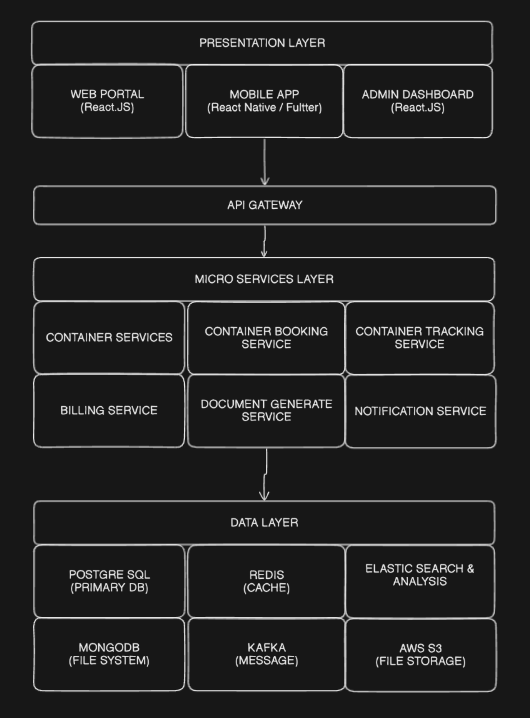 PRESENTATION LAYER
WEB PORTAL
(React.JS)
MOBILE APP
(React Native / Fultter)
ADMIN DASHBOARD
(React.JS)
API GATEWAY
MICRO SERVICES LAYER
CONTAINER SERVICES
CONTAINER BOOKING
SERVICE
CONTAINER TRACKING
SERVICE
BILLING SERVICE
DOCUMENT GENERATE
SERVICE
NOTIFICATION SERVICE
DATA LAYER
POSTGRE SQL
(PRIMARY DB)
REDIS
(CACHE)
ELASTIC SEARCH &
ANALYSIS
MONGODB
(FILE SYSTEM)
KAFKA
(MESSAGE)
AWS S3
(FILE STORAGE)